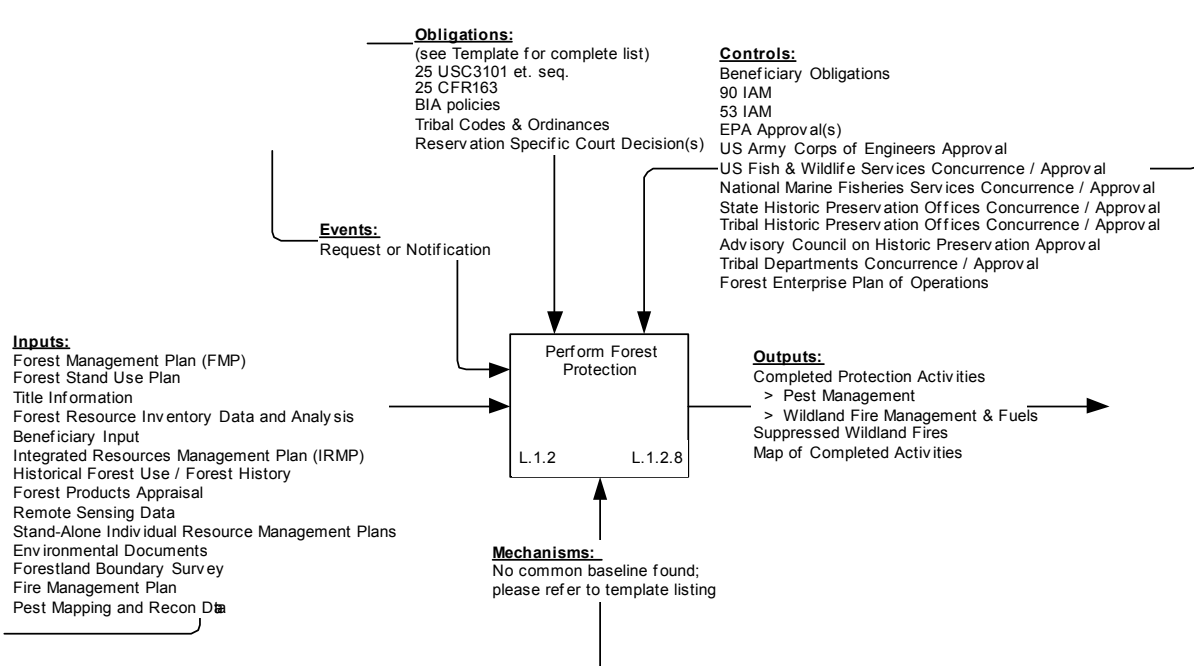 Obligations:
(see Template for complete list)
25 USC3101 et. seq.
25 CFR163
BIA policies
Tribal Codes & Ordinances
Reservation Specific Court Decision(s)
Controls:
Beneficiary Obligations
90 IAM
53 IAM
EPA Approval(s)
US Army Corps of Engineers Approval
US Fish & Wildlife Services Concurrence / Approval
National Marine Fisheries Services Concurrence / Approval
State Historic Preservation Offices Concurrence / Approval
Tribal Historic Preservation Offices Concurrence / Approval
Advisory Council on Historic Preservation Approval
Tribal Departments Concurrence / Approval
Forest Enterprise Plan of Operations
Events:
Request or Notification
Inputs:
Forest Management Plan (FMP)
Forest Stand Use Plan
Title Information
Forest Resource Inventory Data and Analysis
Beneficiary Input
Integrated Resources Management Plan (IRMP)
Historical Forest Use / Forest History
Forest Products Appraisal
Remote Sensing Data
Stand-Alone Individual Resource Management Plans
Environmental Documents
Forestland Boundary Survey
Fire Management Plan
Pest Mapping and Recon Data
Perform Forest
Protection
L.1.2 L.1.2.8
Outputs:
Completed Protection Activities
> Pest Management
> Wildland Fire Management & Fuels
Suppressed Wildland Fires
Map of Completed Activities
Mechanisms:
No common baseline found;
please refer to template listing